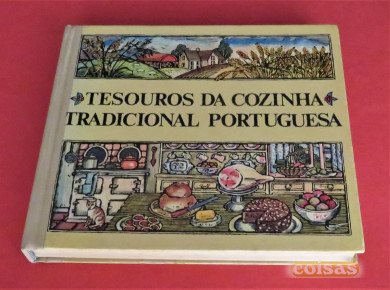 TESOUROS DA COZINHA
TRADICIONAL PORTUGUESA
coisas